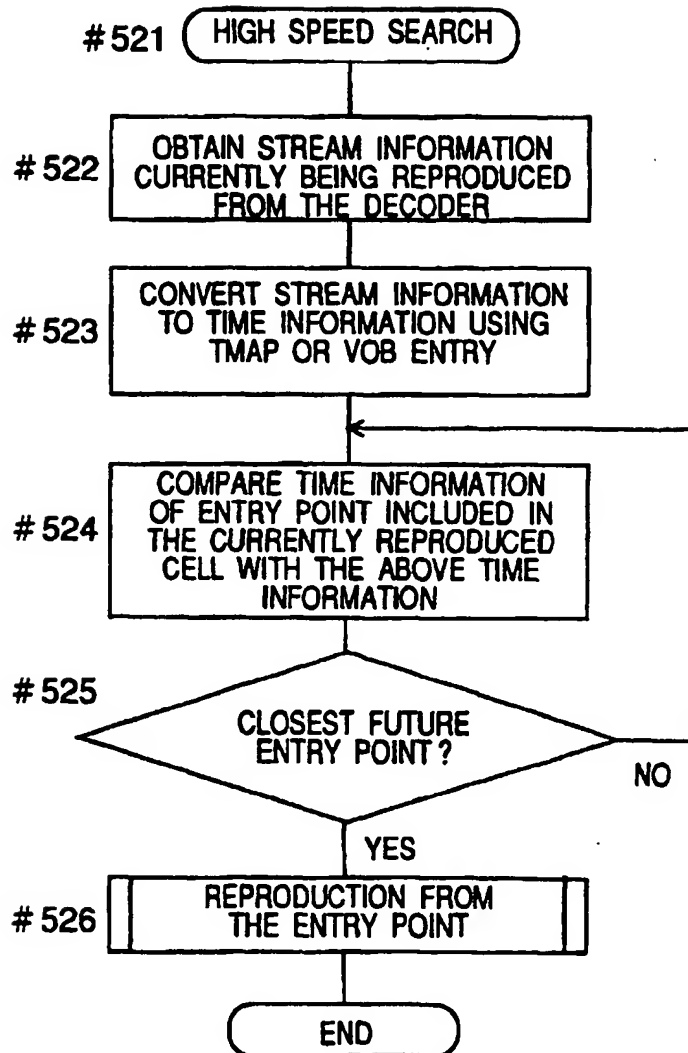 #521 HIGH SPEED SEARCH
#522
OBTAIN STREAM INFORMATION
CURRENTLY BEING REPRODUCED
FROM THE DECODER
#523
CONVERT STREAM INFORMATION
TO TIME INFORMATION USING
TMAP OR VOB ENTRY
#524
COMPARE TIME INFORMATION
OF ENTRY POINT INCLUDED IN
THE CURRENTLY REPRODUCED
CELL WITH THE ABOVE TIME
INFORMATION
#525
CLOSEST FUTURE
ENTRY POINT?
NO
YES
#526
REPRODUCTION FROM
THE ENTRY POINT
END